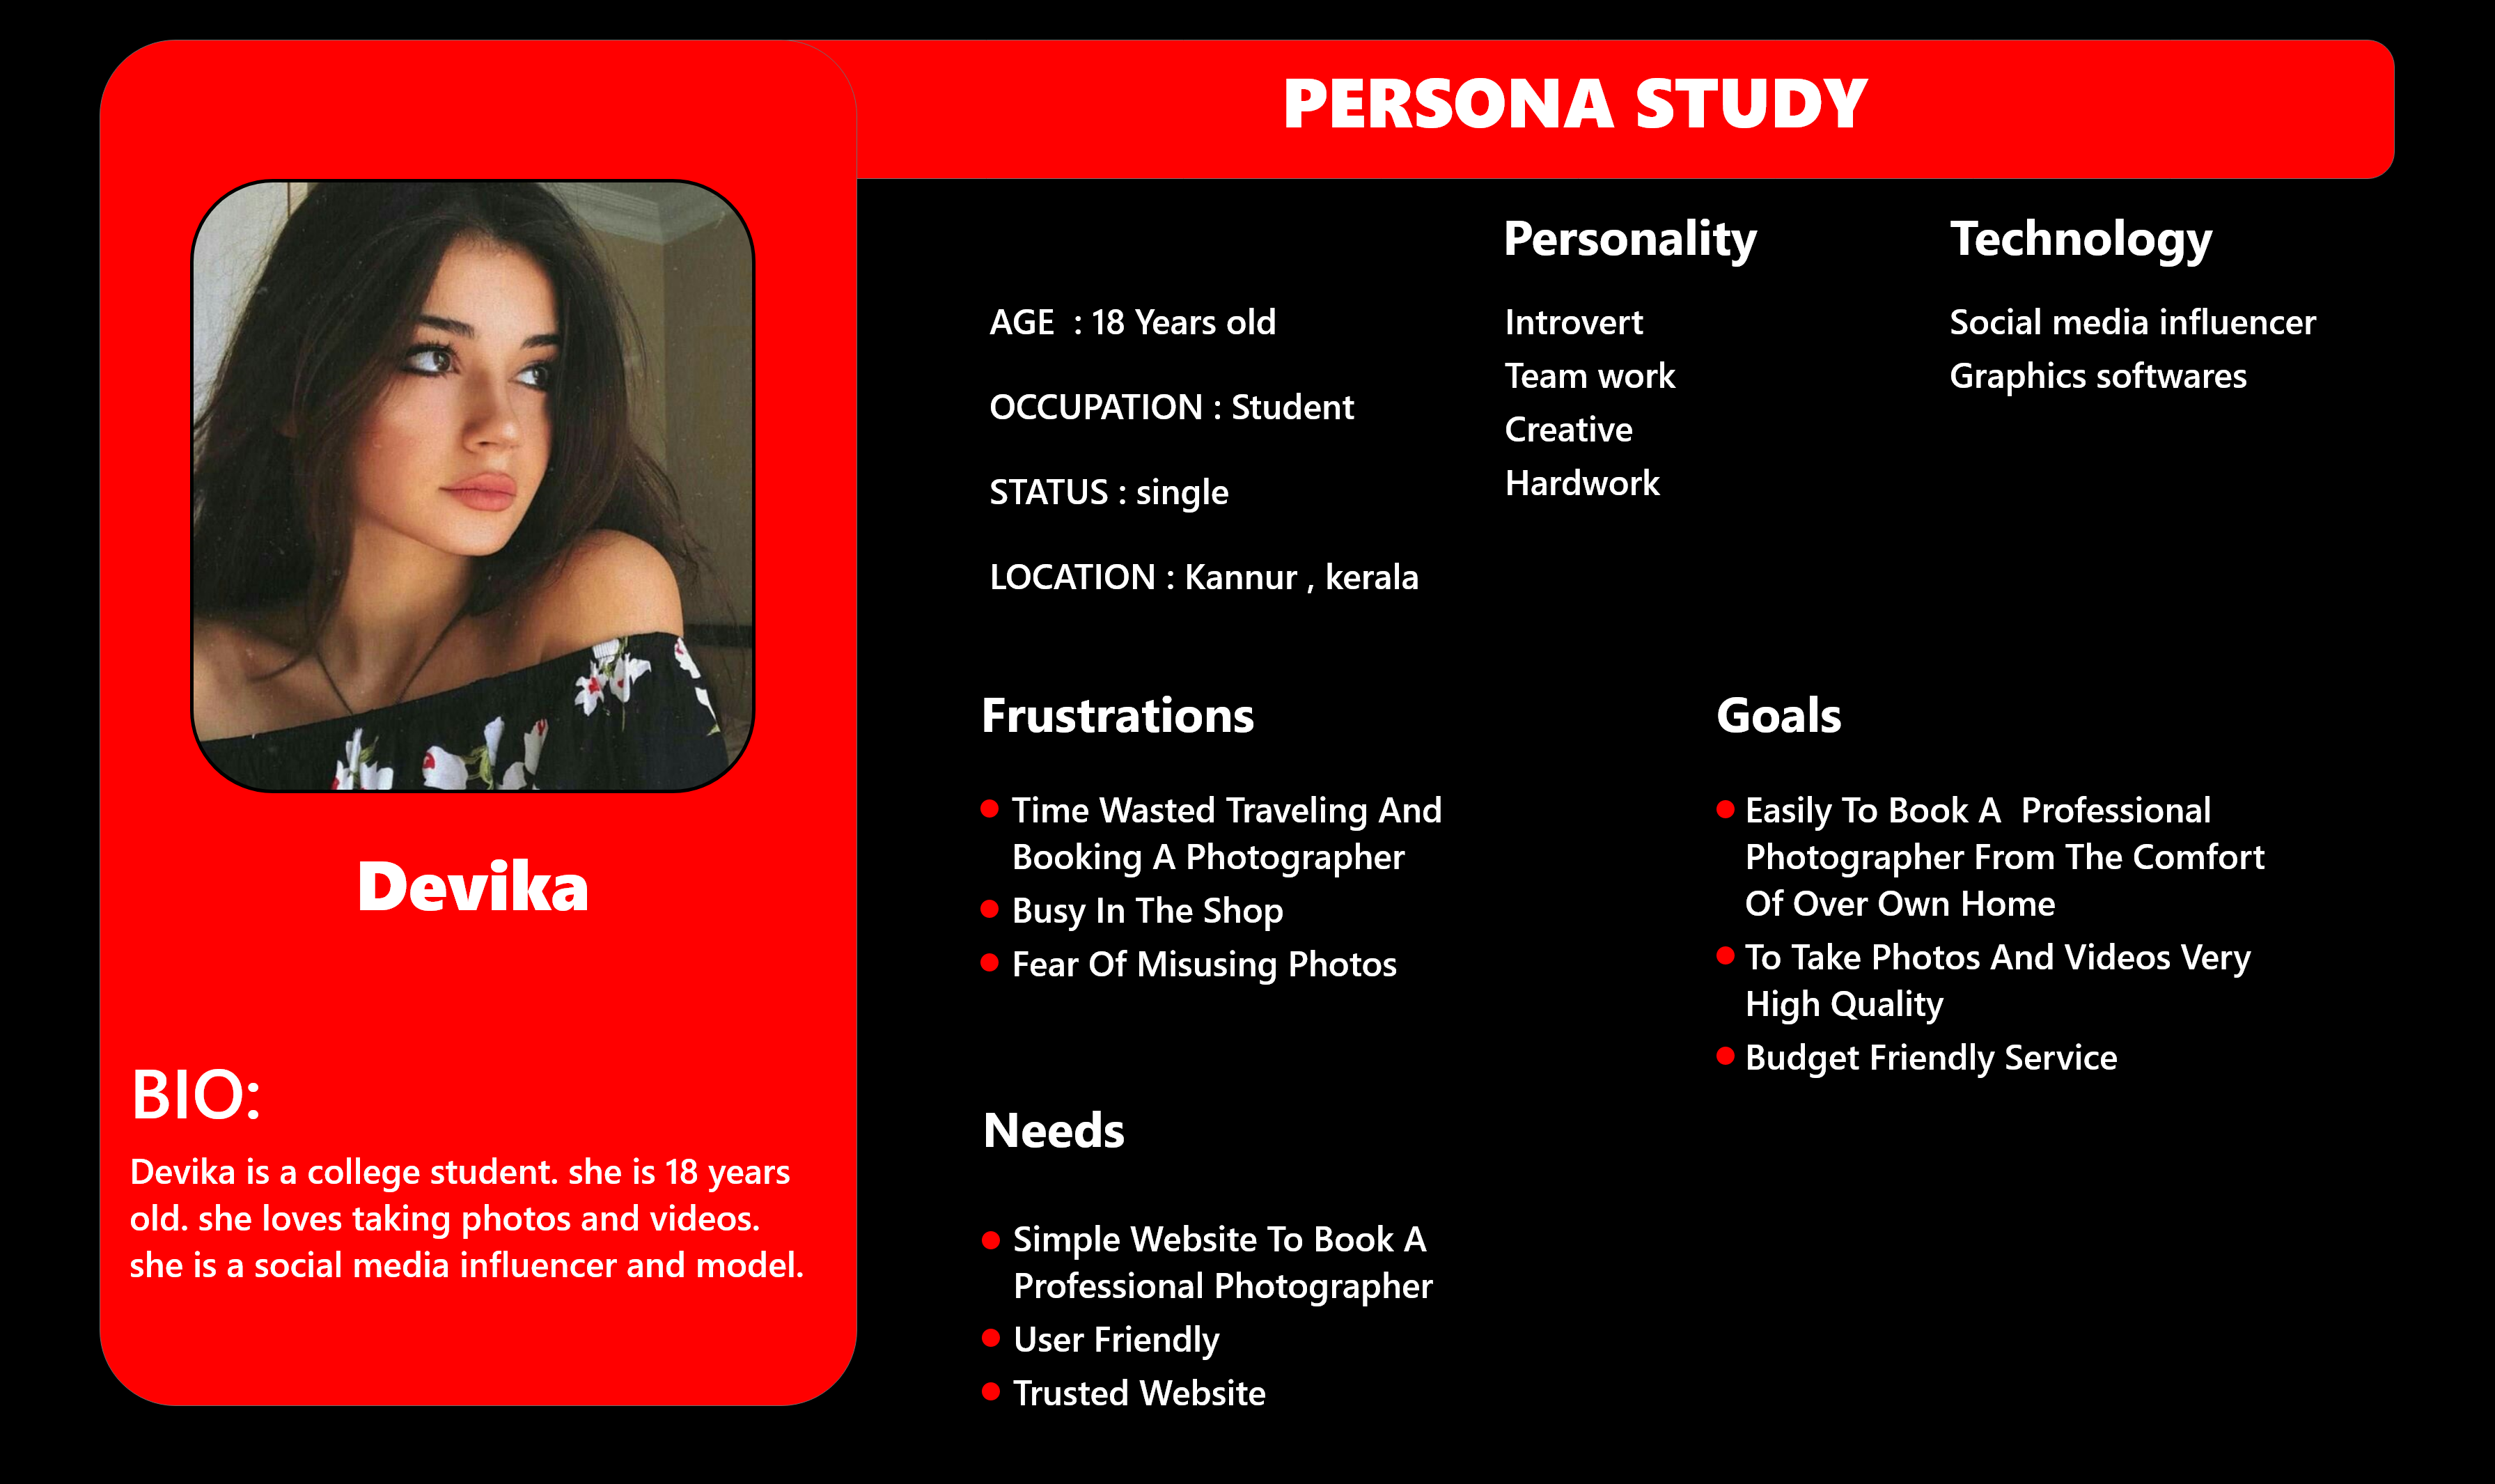 PERSONA STUDY
Devika
BIO:
Devika is a college student. she is 18 years
old. she loves taking photos and videos.
she is a social media influencer and model.
AGE  : 18 Years old
OCCUPATION : Student
STATUS : single
LOCATION : Kannur , kerala
Personality
Introvert
Team work
Creative
Hardwork
Technology
Social media influencer
Graphics softwares
Frustrations
Time Wasted Traveling And
Booking A Photographer
Busy In The Shop
Fear Of Misusing Photos
Goals
Easily To Book A  Professional
Photographer From The Comfort
Of Over Own Home
To Take Photos And Videos Very
High Quality
Budget Friendly Service
Needs
Simple Website To Book A
Professional Photographer
User Friendly
Trusted Website